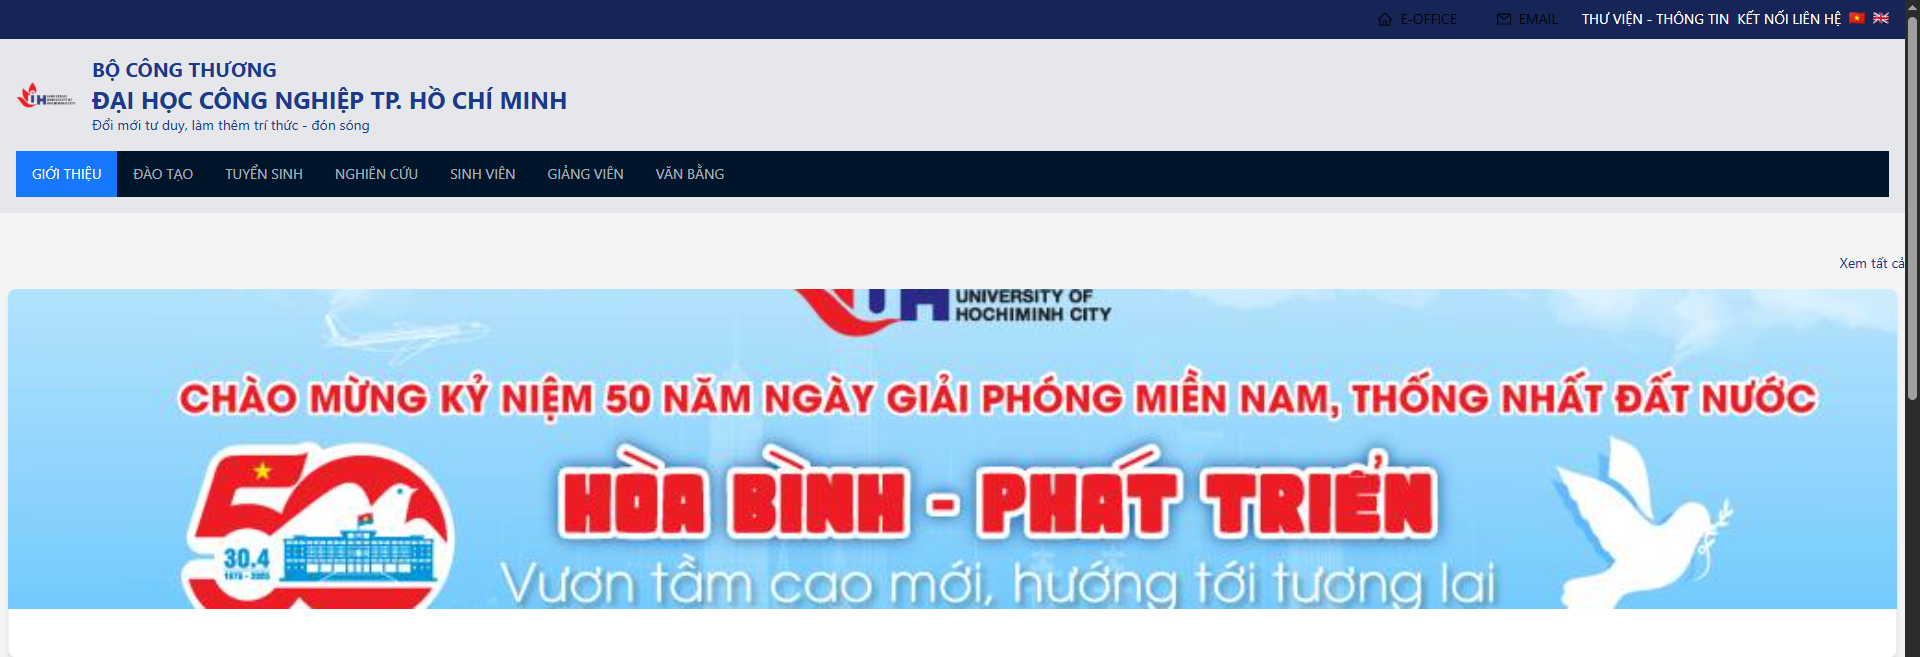 E-OFFICE EMAIL THƯ VIỆN - THÔNG TIN KẾT NỐI LIÊN HỆ
BỘ CÔNG THƯƠNG
ĐẠI HỌC CÔNG NGHIỆP TP. HỒ CHÍ MINH
Đổi mới tư duy, làm thêm trí thức - đón sóng
GIỚI THIỆU ĐÀO TẠO TUYỂN SINH NGHIÊN CỨU SINH VIÊN GIẢNG VIÊN VĂN BẰNG
Xem tất cả
UNIVERSITY OF
HOCHIMINH CITY
CHÀO MỪNG KỶ NIỆM 50 NĂM NGÀY GIẢI PHÓNG MIỀN NAM, THỐNG NHẤT ĐẤT NƯỚC
HÒA BÌNH - PHÁT TRIỂN
30.4
1975 - 2025
Vươn tầm cao mới, hướng tới tương lai